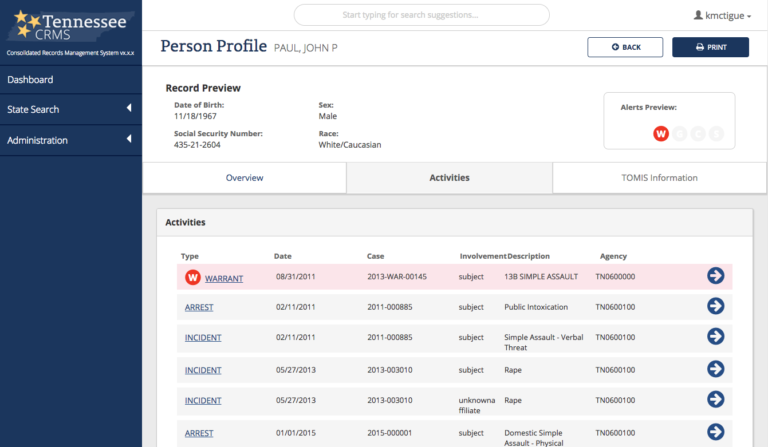 Tennessee
CRMS
Consolidated Records Management System vx.x.x
Start typing for search suggestions...
kmctigue
Dashboard
State Search
Administration
Person Profile PAUL, JOHN P
BACK
PRINT
Record Preview
Date of Birth:
11/18/1967
Sex:
Male
Social Security Number:
435-21-2604
Race:
White/Caucasian
Alerts Preview:
W
Overview Activities TOMIS Information
Activities
Type Date Case Involvement Description Agency
W WARRANT 08/31/2011 2013-WAR-00145 subject 13B SIMPLE ASSAULT TN0600000
ARREST 02/11/2011 2011-000885 subject Public Intoxication TN0600100
INCIDENT 02/11/2011 2011-000885 subject Simple Assault - Verbal TN0600100
Threat
INCIDENT 05/27/2013 2013-003010 subject Rape TN0600100
INCIDENT 05/27/2013 2013-003010 unknowna Rape TN0600100
ffiliate
ARREST 01/01/2015 2015-000001 subject Domestic Simple TN0600100
Assault - Physical